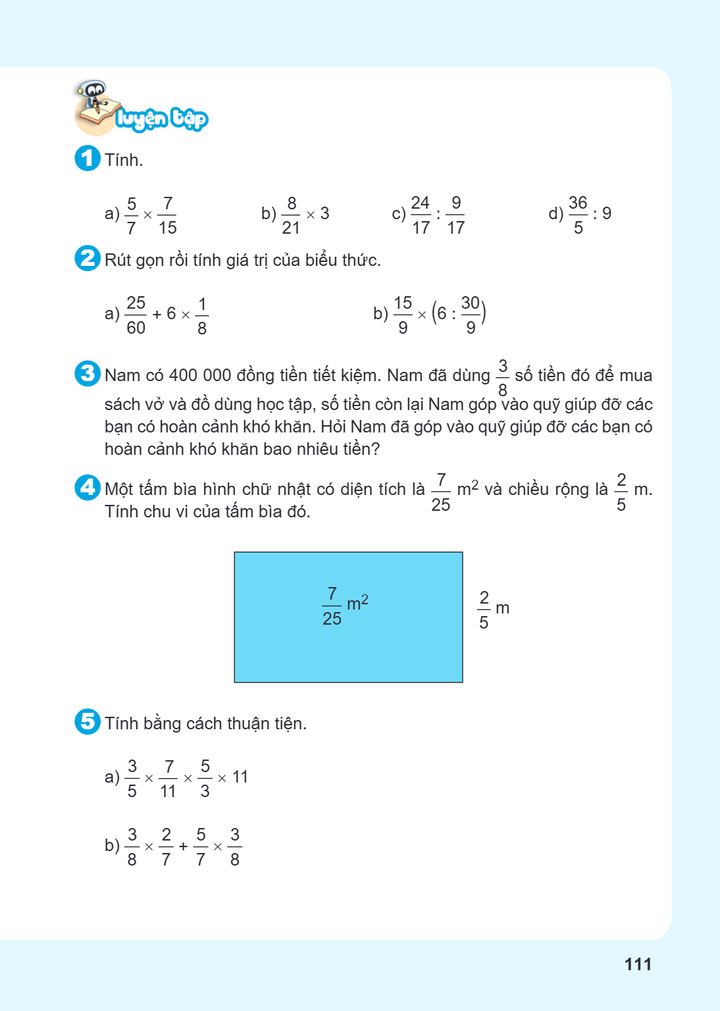 luyện tập
1 Tính.
a) 5/7 × 7/15 b) 8/21 × 3 c) 24/17 : 9/17 d) 36/5 : 9
2 Rút gọn rồi tính giá trị của biểu thức.
a) 25/60 + 6 × 1/8 b) 15/9 × (6 : 30/9)
3 Nam có 400 000 đồng tiền tiết kiệm. Nam đã dùng 3/8 số tiền đó để mua
sách vở và đồ dùng học tập, số tiền còn lại Nam góp vào quỹ giúp đỡ các
bạn có hoàn cảnh khó khăn. Hỏi Nam đã góp vào quỹ giúp đỡ các bạn có
hoàn cảnh khó khăn bao nhiêu tiền?
4 Một tấm bìa hình chữ nhật có diện tích là 7/25 m² và chiều rộng là 2/5 m.
Tính chu vi của tấm bìa đó.
7/25 m² 2/5 m
5 Tính bằng cách thuận tiện.
a) 3/5 × 7/11 × 5/3 × 11
b) 3/8 × 2/7 + 5/7 × 3/8
111